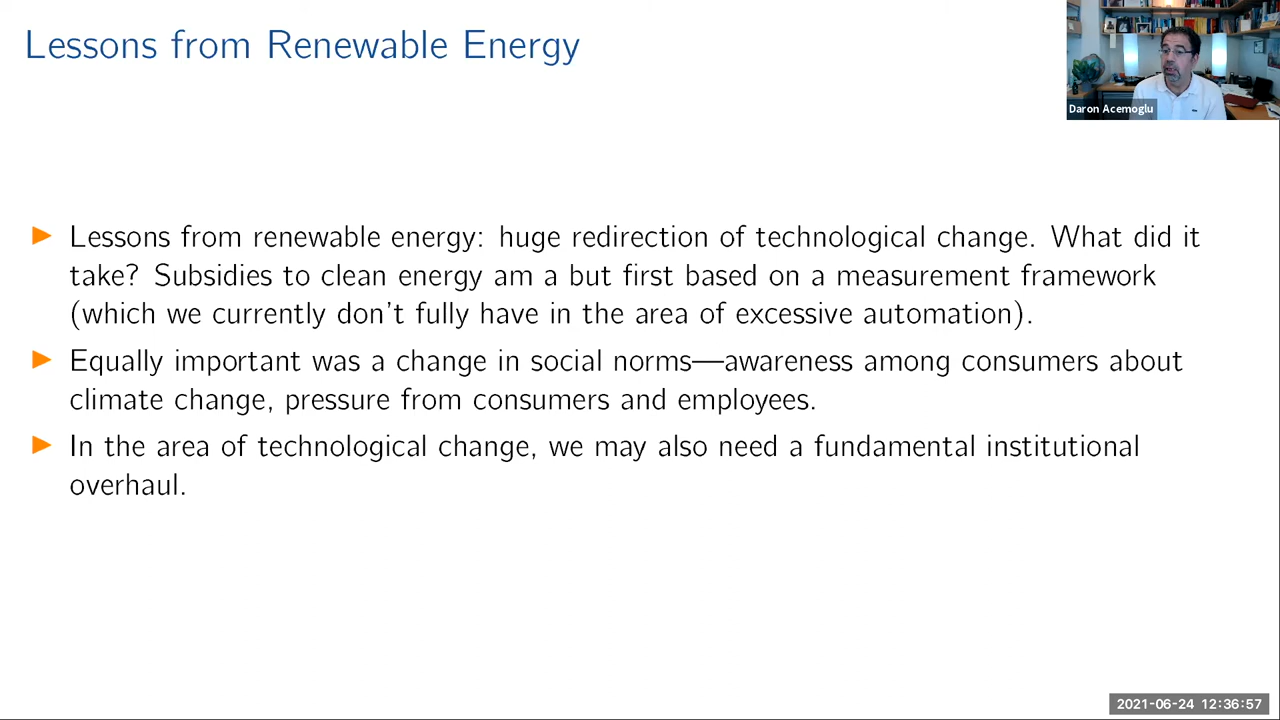 Lessons from Renewable Energy
Daron Acemoglu
Lessons from renewable energy: huge redirection of technological change. What did it
take? Subsidies to clean energy am a but first based on a measurement framework
(which we currently don't fully have in the area of excessive automation).
Equally important was a change in social norms—awareness among consumers about
climate change, pressure from consumers and employees.
In the area of technological change, we may also need a fundamental institutional
overhaul.
2021-06-24 12:36:57